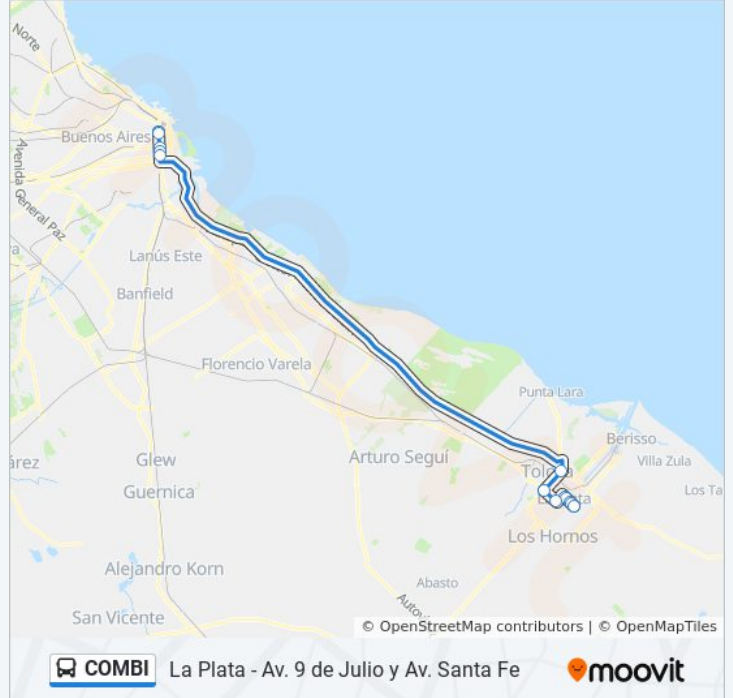 Norte
Buenos Aires
Avenida General Paz
Lanús Este
Banfield
Florencio Varela
Punta Lara
Berisso
Villa Zula
Arturo Seguí
Glew
Guernica
Los Ta
Los Hornos
Alejandro Korn
Abasto
San Vicente
© OpenStreetMap contributors | © OpenMapTiles
COMBI La Plata - Av. 9 de Julio y Av. Santa Fe moovit